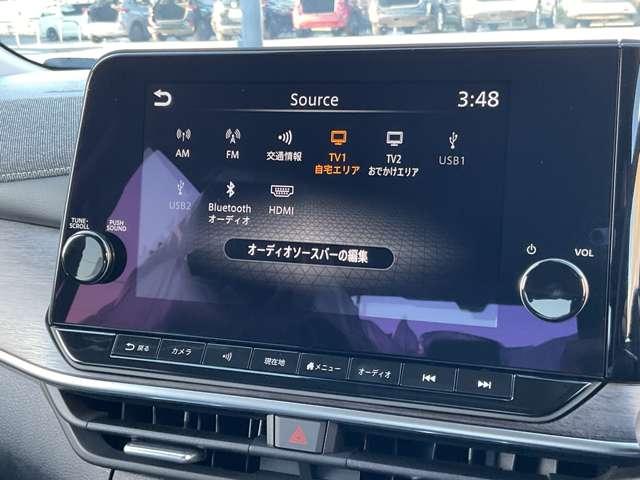 Source 3:48
AM FM 交通情報 TV1 自宅エリア TV2 おでかけエリア USB1
USB2 Bluetooth オーディオ HDMI
オーディオソースバーの編集
TUNE・SCROLL PUSH SOUND
VOL
戻る カメラ 現在地 メニュー オーディオ